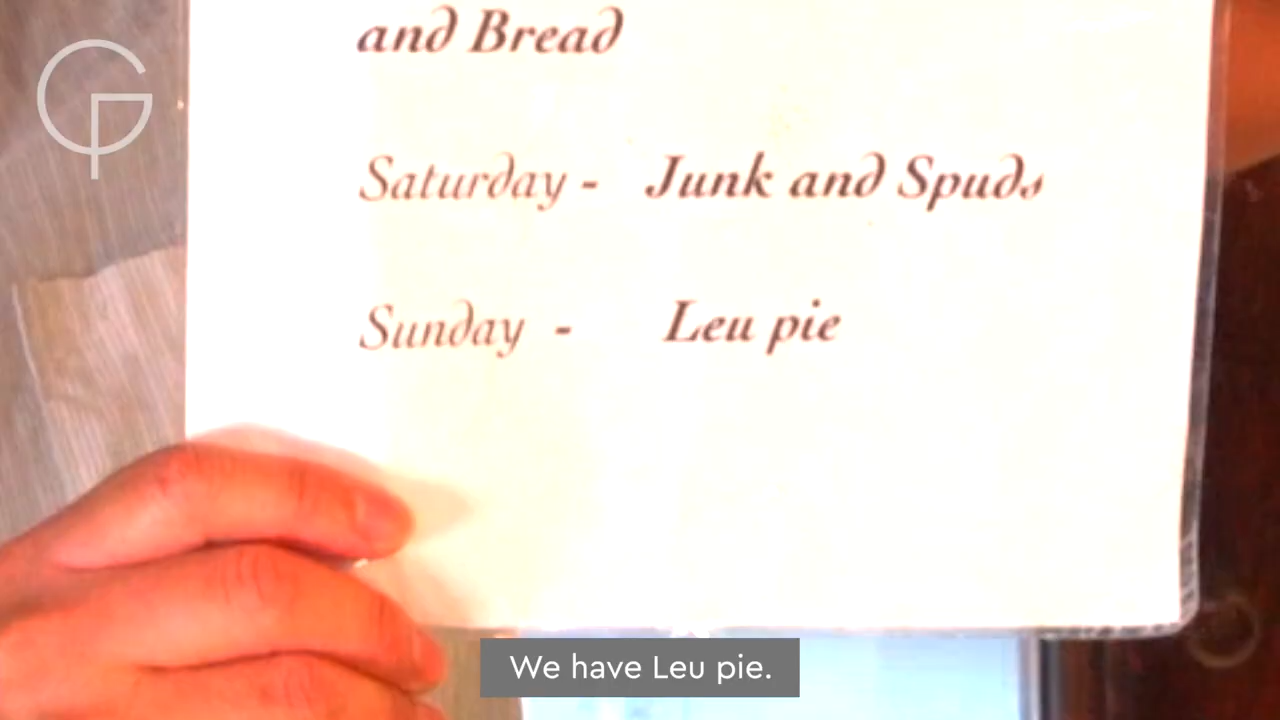 and Bread
Saturday - Junk and Spuds
Sunday - Leu pie
We have Leu pie.